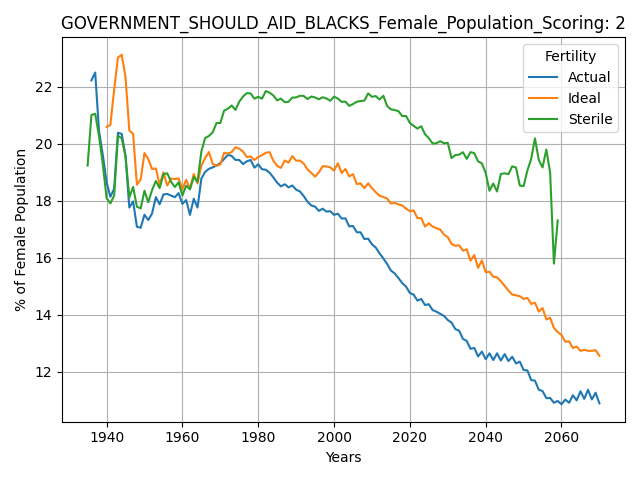 GOVERNMENT_SHOULD_AID_BLACKS_Female_Population_Scoring: 2
Fertility
Actual
Ideal
Sterile
% of Female Population
22
20
18
16
14
12
1940 1960 1980 2000 2020 2040 2060
Years